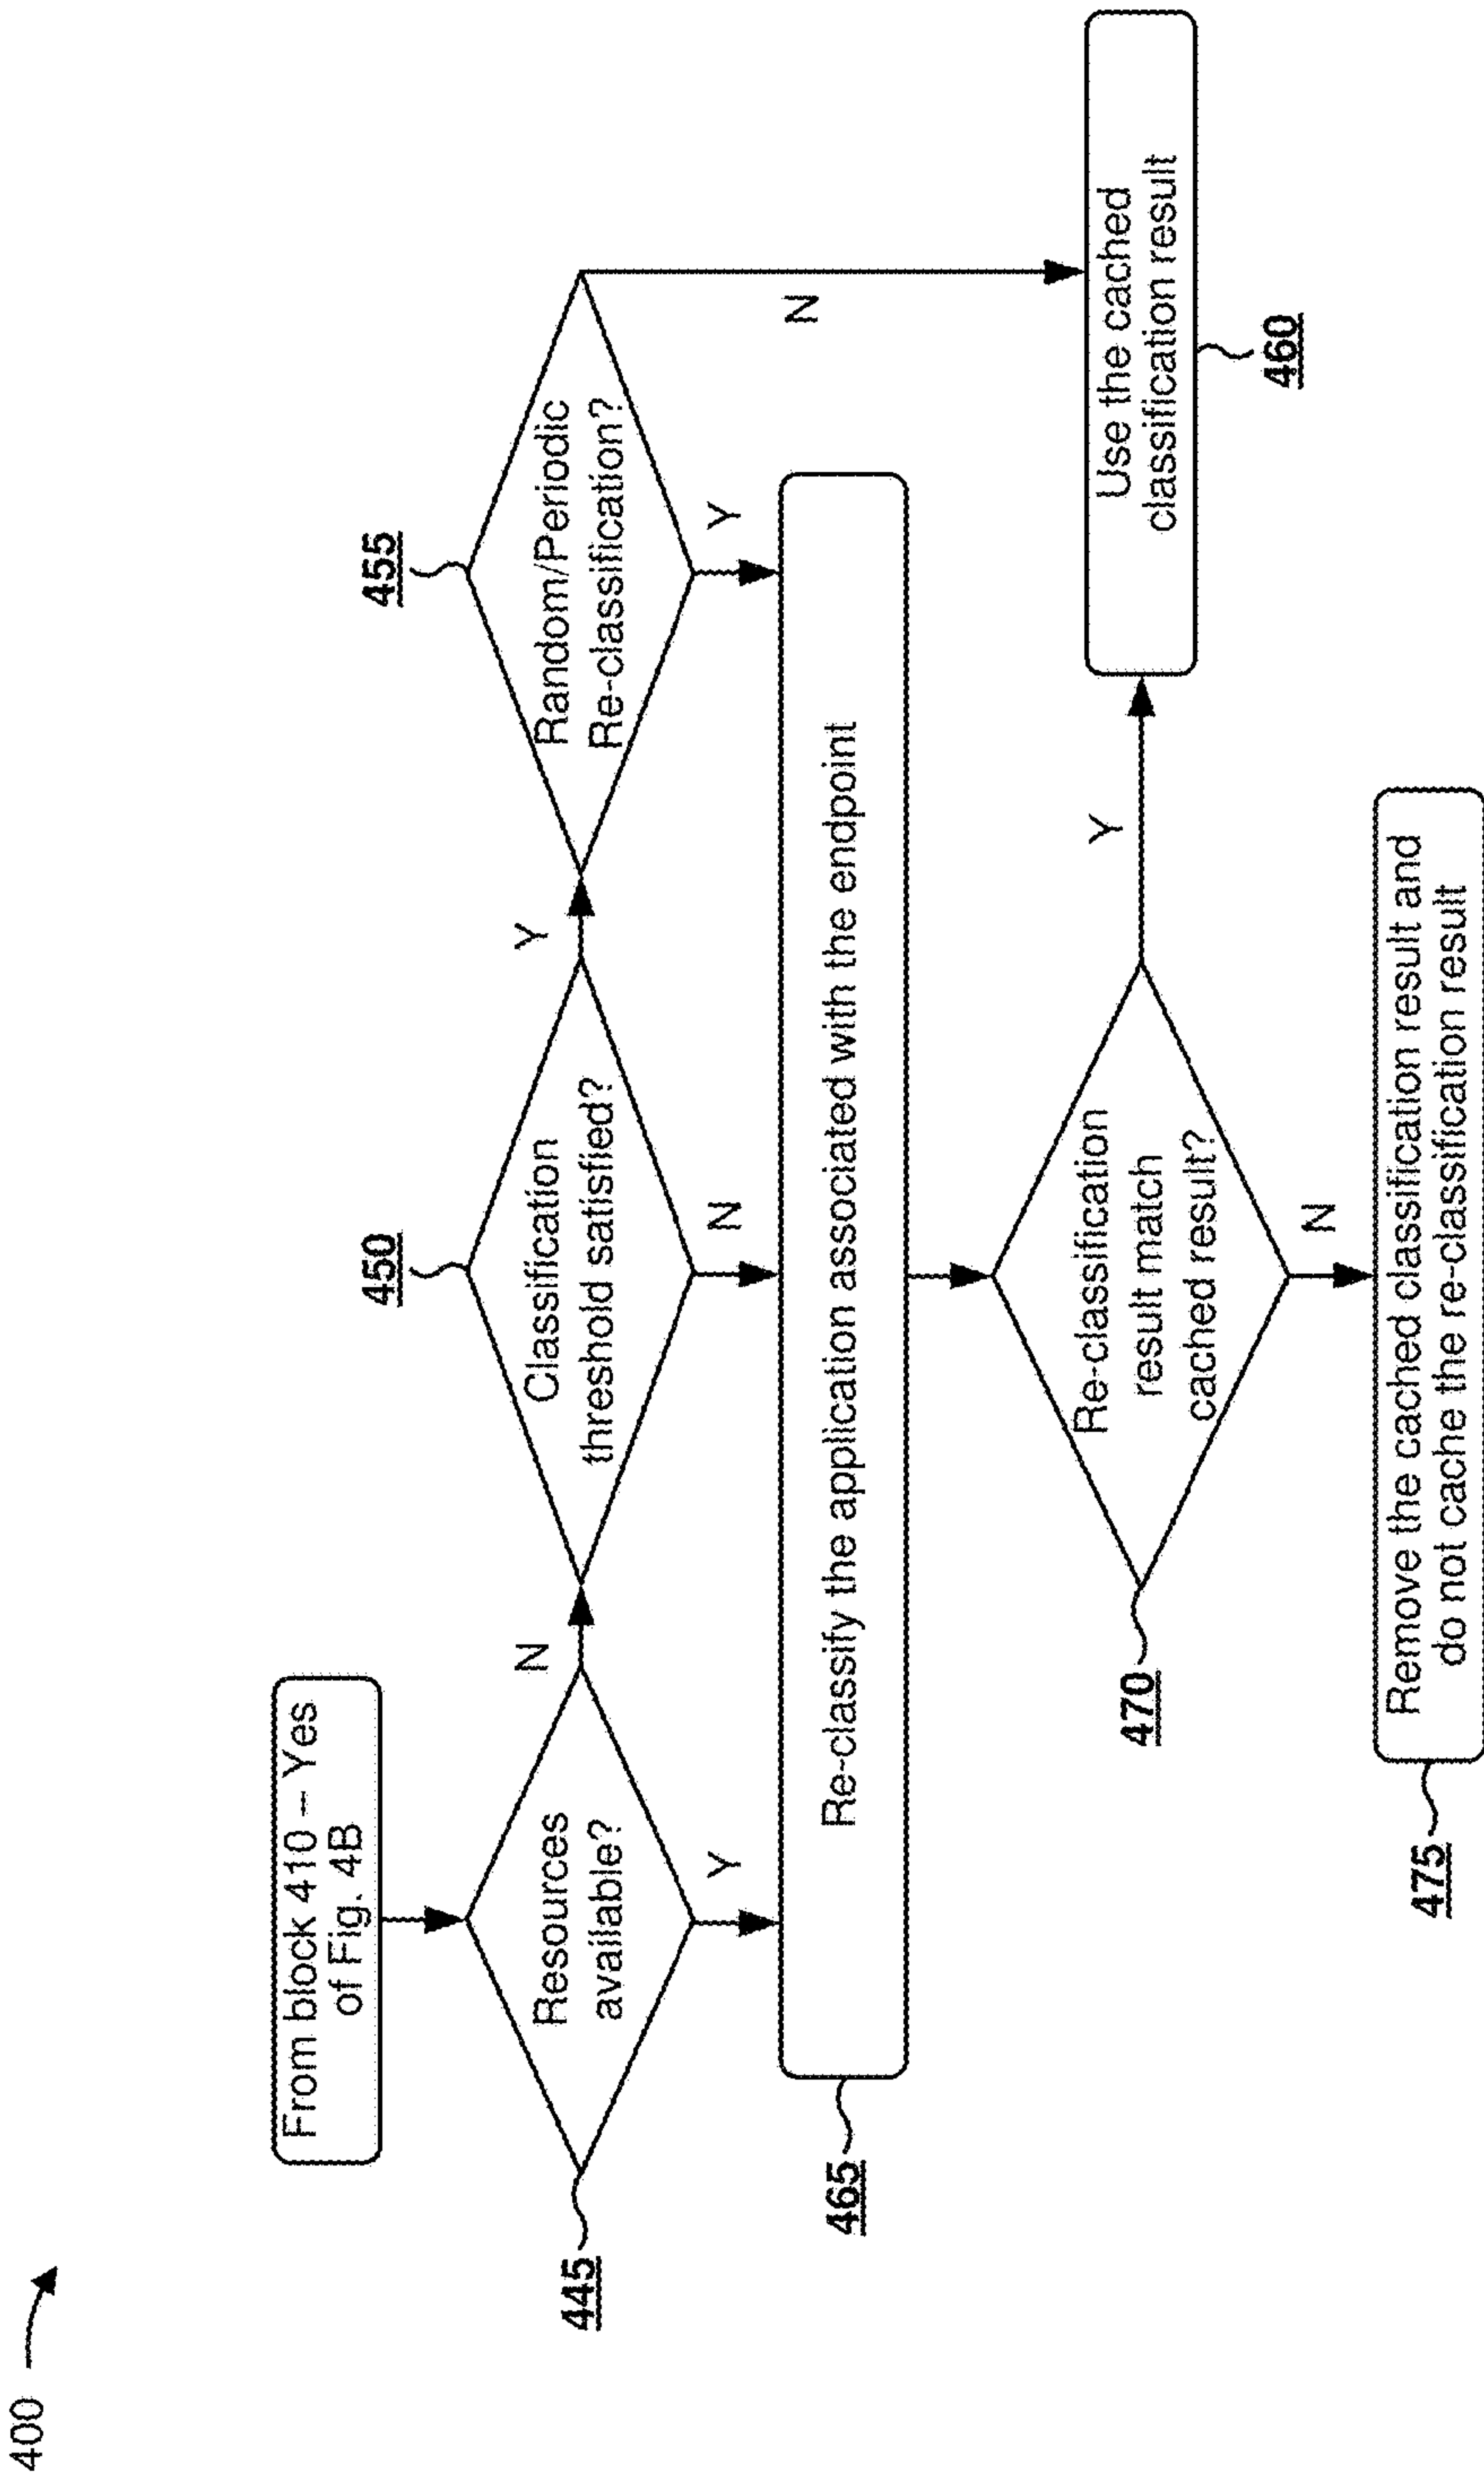 400
From block 410 – Yes
of Fig. 4B
445
Resources
available?
N
Y
450
Classification
threshold satisfied?
Y
N
455
Random/Periodic
Re-classification?
Y
N
465
Re-classify the application associated with the endpoint
470
Re-classification
result match
cached result?
Y
N
Use the cached
classification result
460
475
Remove the cached classification result and
do not cache the re-classification result